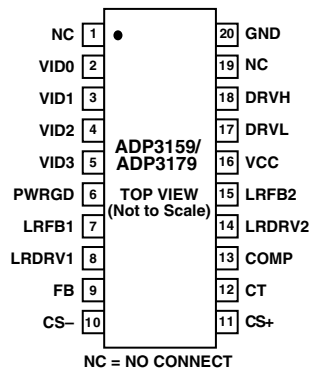 NC 1 20 GND
VID0 2 19 NC
VID1 3 18 DRVH
VID2 4 17 DRVL
VID3 5 16 VCC
PWRGD 6 15 LRFB2
LRFB1 7 14 LRDRV2
LRDRV1 8 13 COMP
FB 9 12 CT
CS– 10 11 CS+
ADP3159/
ADP3179
TOP VIEW
(Not to Scale)
NC = NO CONNECT